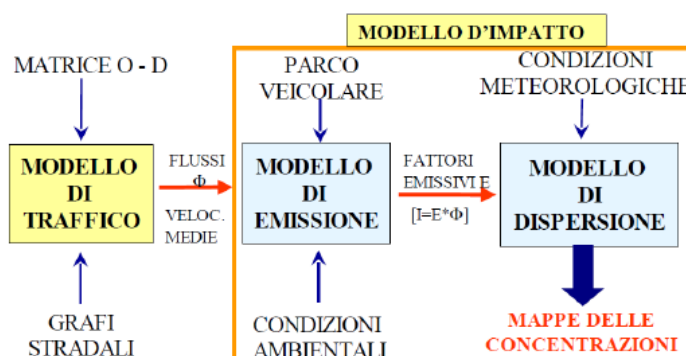 MODELLO D'IMPATTO
MATRICE O - D
PARCO
VEICOLARE
CONDIZIONI
METEOROLOGICHE
MODELLO
DI
TRAFFICO
FLUSSI
Φ
VELOC.
MEDIE
MODELLO
DI
EMISSIONE
FATTORI
EMISSIVI E
[I=E*Φ]
MODELLO
DI
DISPERSIONE
GRAFI
STRADALI
CONDIZIONI
AMBIENTALI
MAPPE DELLE
CONCENTRAZIONI